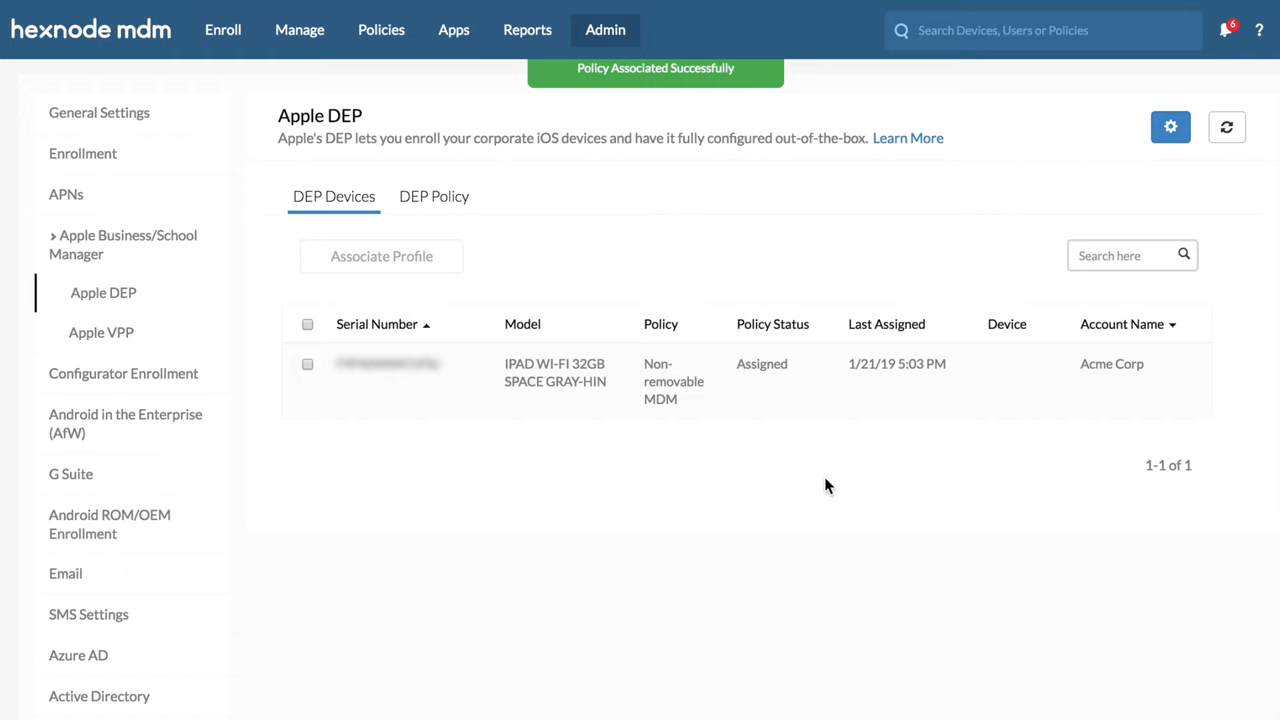 hexnode mdm
Enroll
Manage
Policies
Apps
Reports
Admin
Search Devices, Users or Policies
6
?
Policy Associated Successfully
General Settings
Enrollment
APNs
Apple Business/School
Manager
Apple DEP
Apple VPP
Configurator Enrollment
Android in the Enterprise
(AfW)
G Suite
Android ROM/OEM
Enrollment
Email
SMS Settings
Azure AD
Active Directory
Apple DEP
Apple's DEP lets you enroll your corporate iOS devices and have it fully configured out-of-the-box. Learn More
DEP Devices
DEP Policy
Associate Profile
Search here
Serial Number
Model
Policy
Policy Status
Last Assigned
Device
Account Name
IPAD WI-FI 32GB
SPACE GRAY-HIN
Non-
removable
MDM
Assigned
1/21/19 5:03 PM
Acme Corp
1-1 of 1